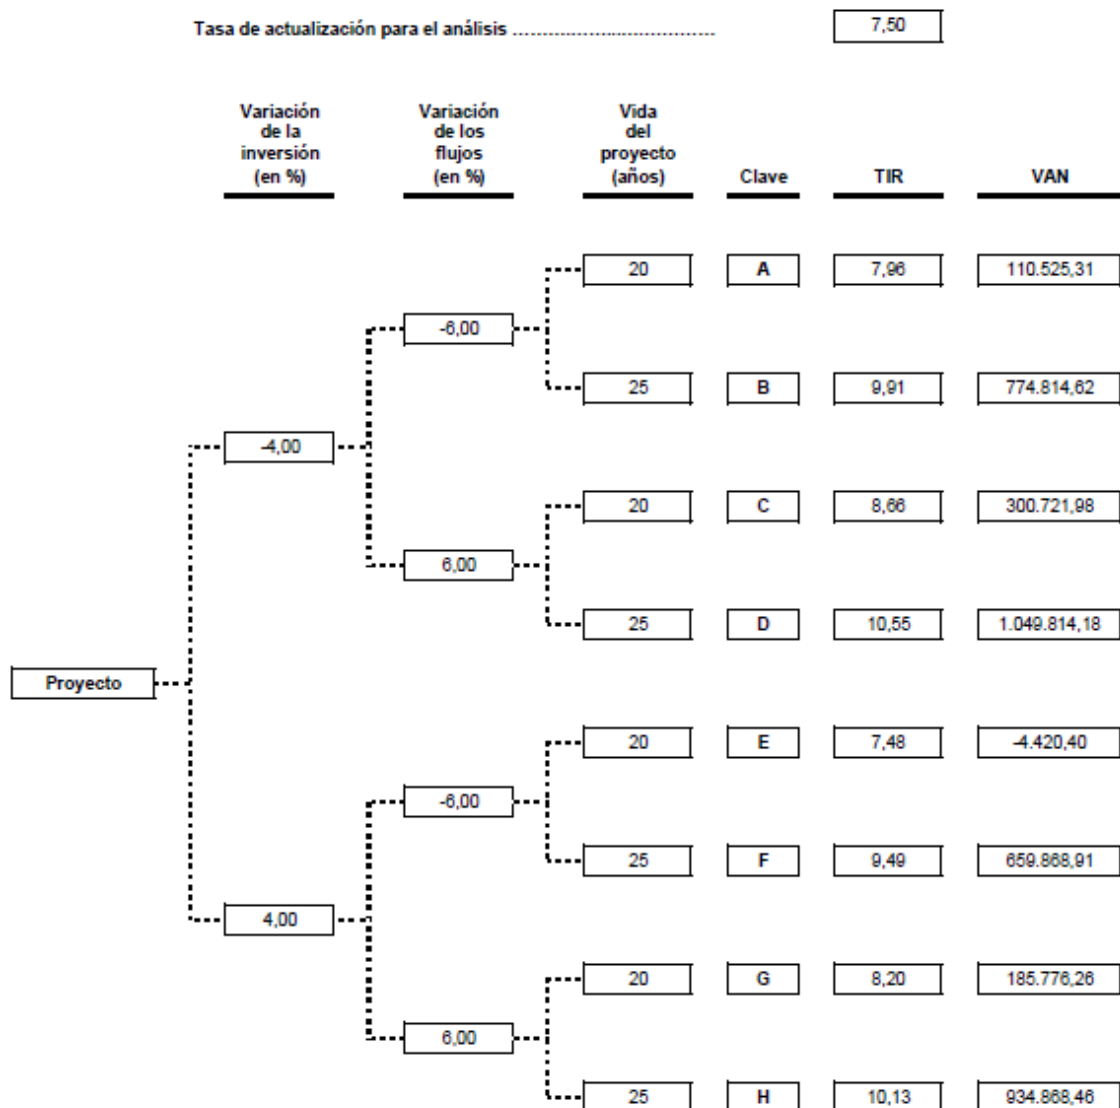 Tasa de actualización para el análisis ........................................ 7,50
Variación de la inversión (en %) Variación de los flujos (en %) Vida del proyecto (años) Clave TIR VAN
20 A 7,96 110.525,31
-6,00
25 B 9,91 774.814,62
-4,00
20 C 8,66 300.721,98
6,00
25 D 10,55 1.049.814,18
Proyecto
20 E 7,48 -4.420,40
-6,00
25 F 9,49 659.868,91
4,00
20 G 8,20 185.776,26
6,00
25 H 10,13 934.868,46